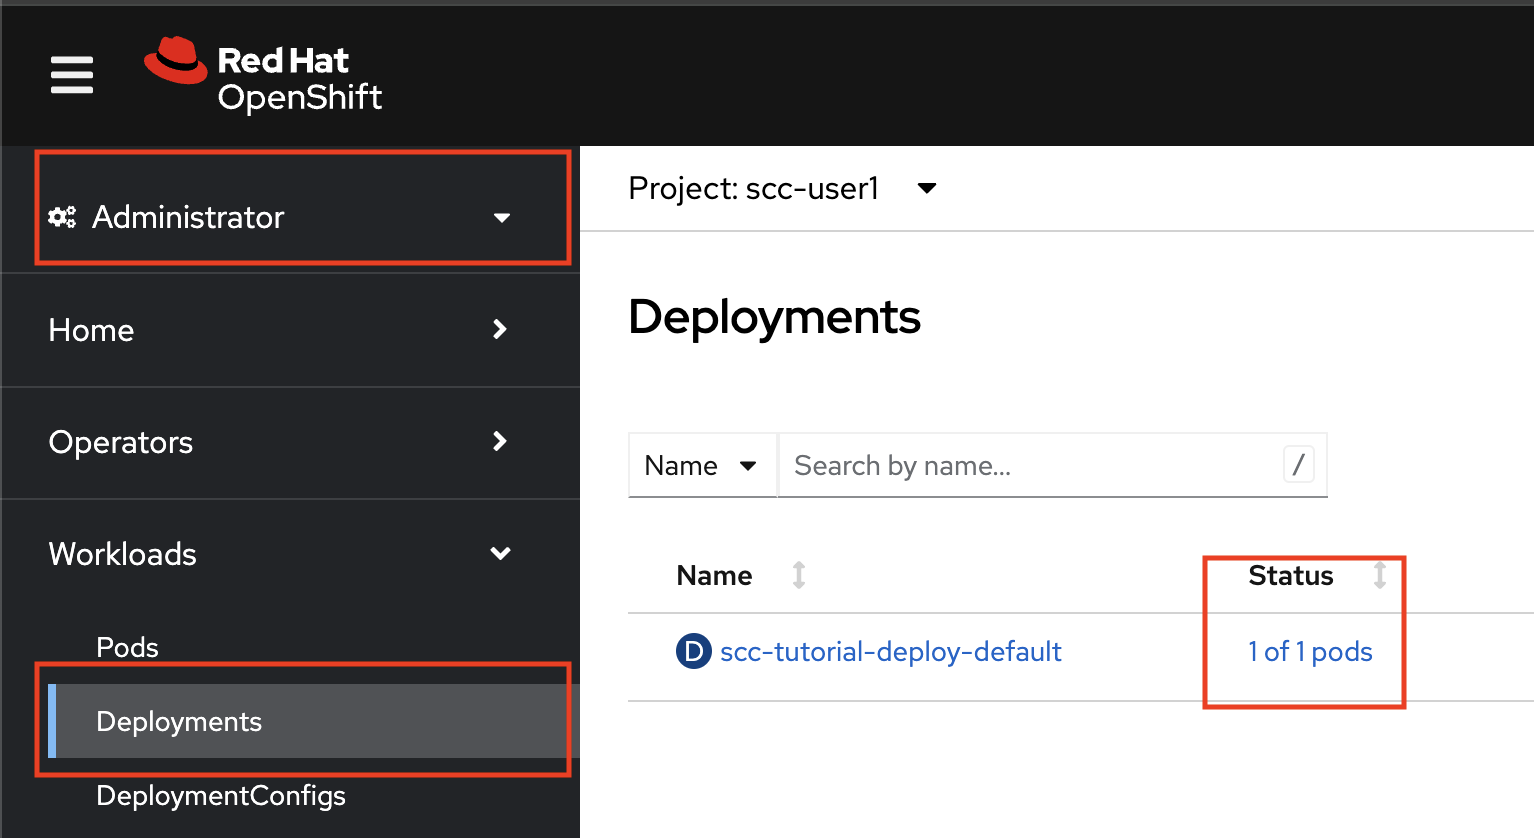 Red Hat
OpenShift
Administrator
Home
Operators
Workloads
Pods
Deployments
DeploymentConfigs
Project: scc-user1
Deployments
Name
Search by name...
/
Name
Status
D scc-tutorial-deploy-default
1 of 1 pods